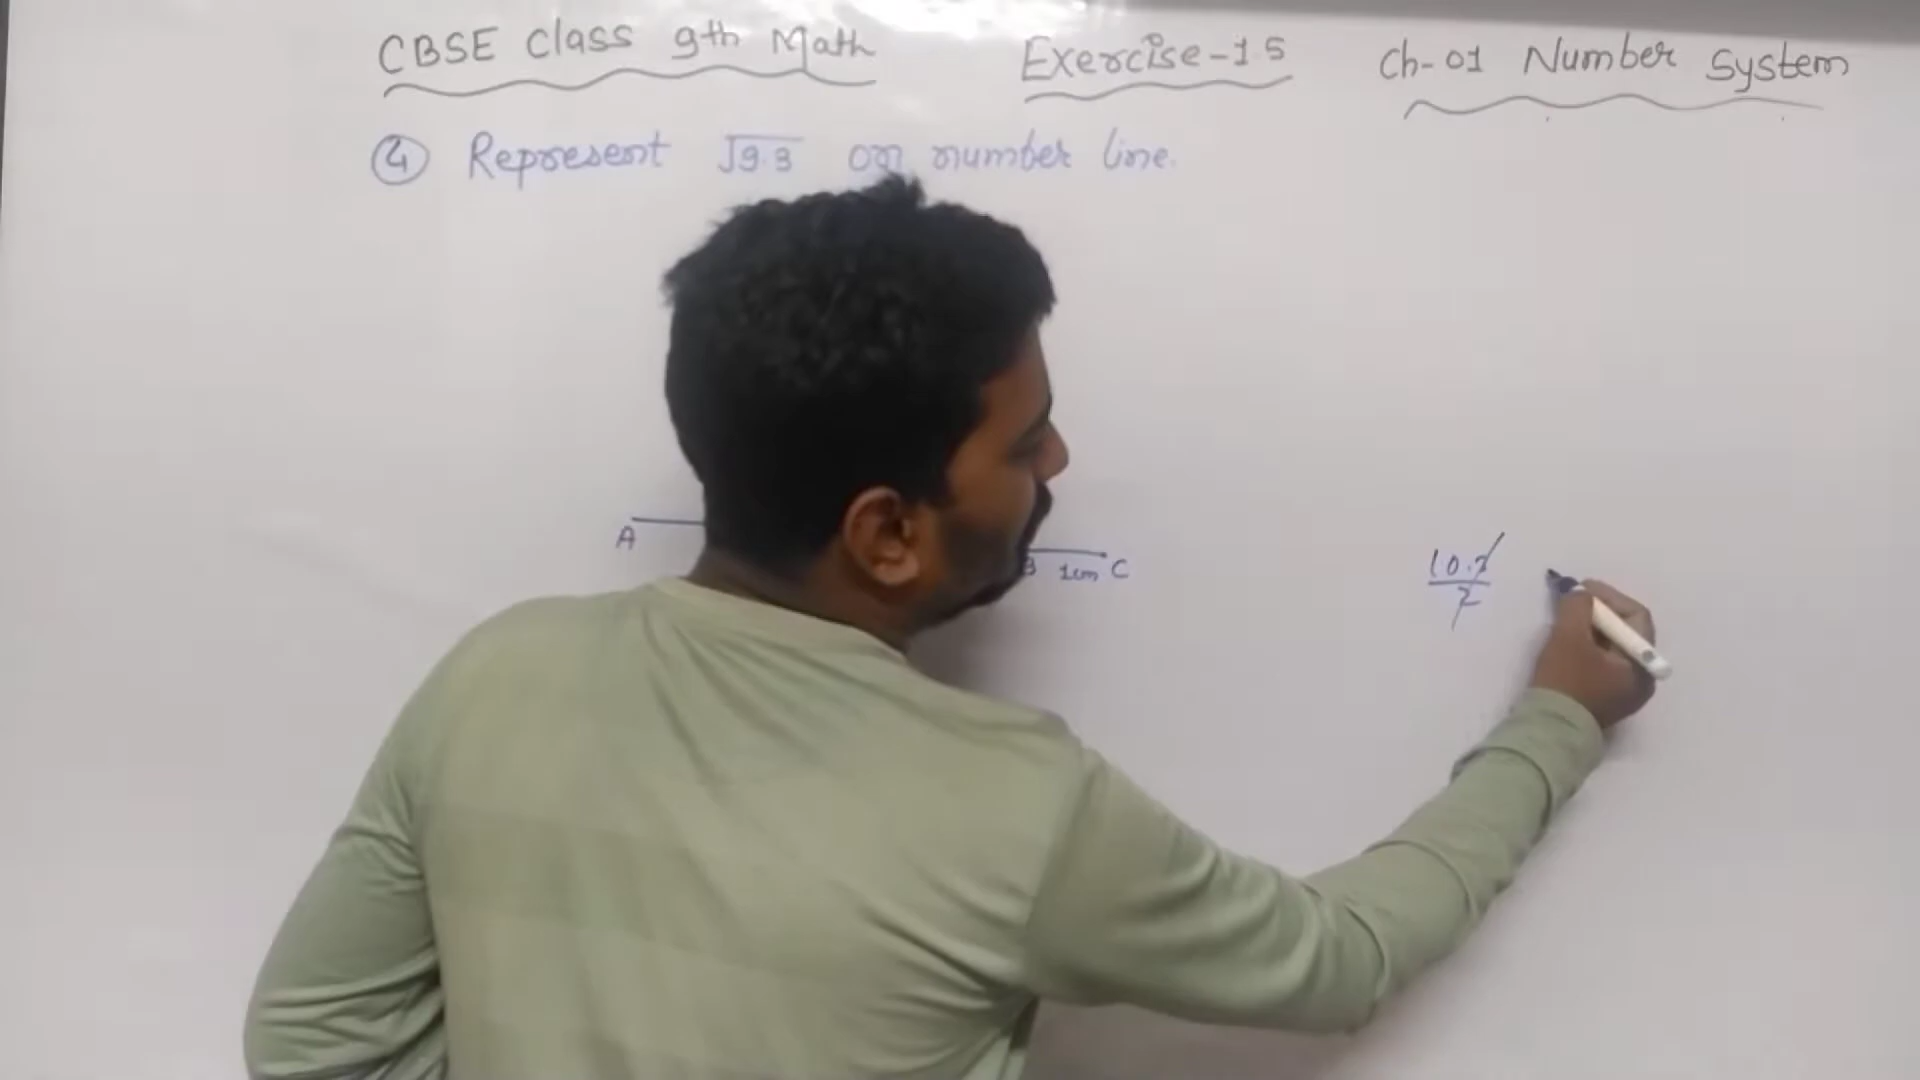 CBSE Class 9th Math Exercise-1.5 Ch-01 Number System
④ Represent √9.3 on number line.
A B 1cm C
10.3
2